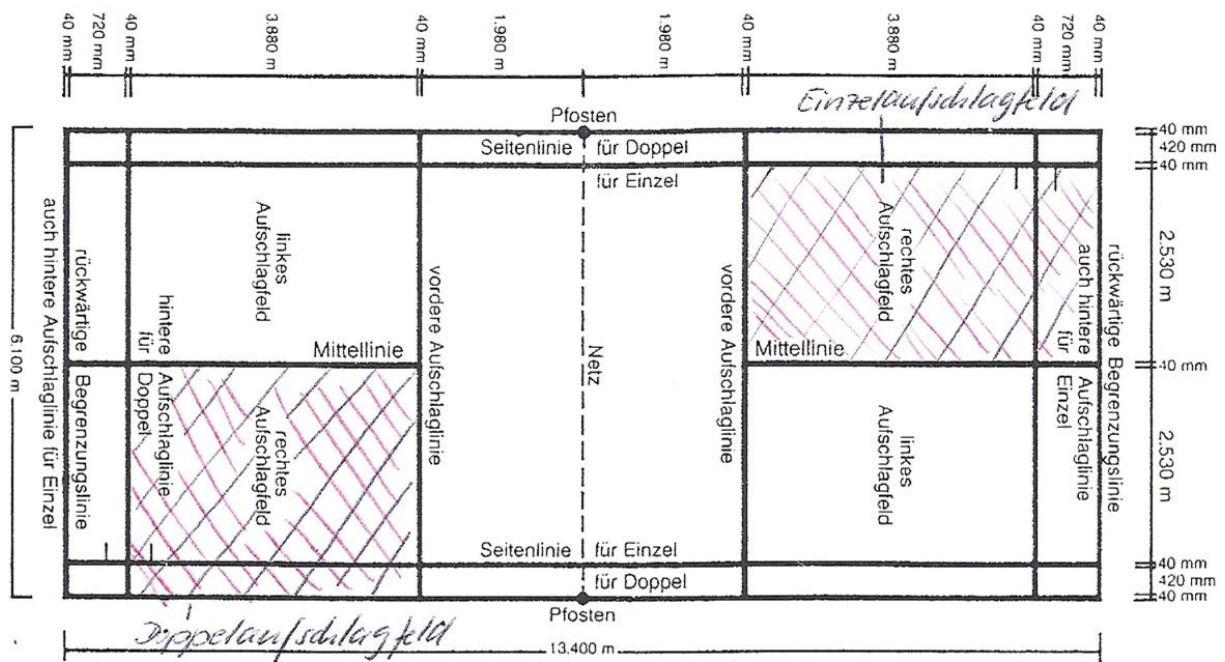 40 mm
720 mm
40 mm
3.880 m
40 mm
1.980 m
1.980 m
40 mm
3.880 m
40 mm
720 mm
40 mm
Einzelaufschlagfeld
Pfosten
Seitenlinie für Doppel
für Einzel
40 mm
420 mm
40 mm
2.530 m
40 mm
2.530 m
40 mm
420 mm
40 mm
6.100 m
auch hintere Aufschlaglinie für Einzel
rückwärtige Begrenzungslinie
hintere Aufschlaglinie
für Doppel
linkes
Aufschlagfeld
Mittellinie
rechtes
Aufschlagfeld
vordere Aufschlaglinie
Netz
vordere Aufschlaglinie
rechtes
Aufschlagfeld
Mittellinie
linkes
Aufschlagfeld
auch hintere Aufschlaglinie
für Einzel
rückwärtige Begrenzungslinie
Seitenlinie für Einzel
für Doppel
Pfosten
Doppelaufschlagfeld
13.400 m